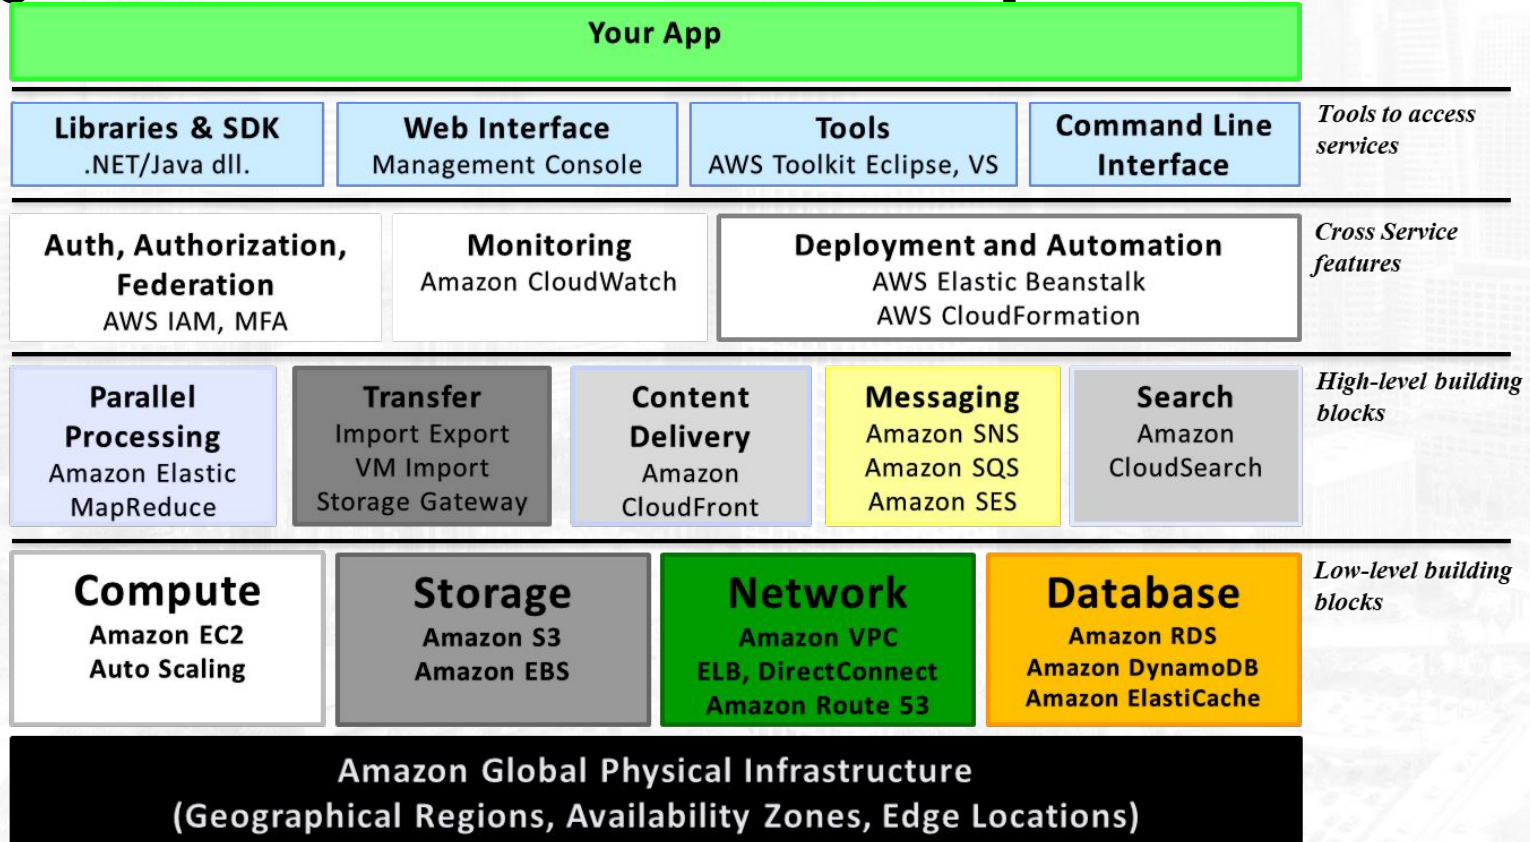 Your App
Libraries & SDK
.NET/Java dll.
Web Interface
Management Console
Tools
AWS Toolkit Eclipse, VS
Command Line
Interface
Tools to access
services
Auth, Authorization,
Federation
AWS IAM, MFA
Monitoring
Amazon CloudWatch
Deployment and Automation
AWS Elastic Beanstalk
AWS CloudFormation
Cross Service
features
Parallel
Processing
Amazon Elastic
MapReduce
Transfer
Import Export
VM Import
Storage Gateway
Content
Delivery
Amazon
CloudFront
Messaging
Amazon SNS
Amazon SQS
Amazon SES
Search
Amazon
CloudSearch
High-level building
blocks
Compute
Amazon EC2
Auto Scaling
Storage
Amazon S3
Amazon EBS
Network
Amazon VPC
ELB, DirectConnect
Amazon Route 53
Database
Amazon RDS
Amazon DynamoDB
Amazon ElastiCache
Low-level building
blocks
Amazon Global Physical Infrastructure
(Geographical Regions, Availability Zones, Edge Locations)